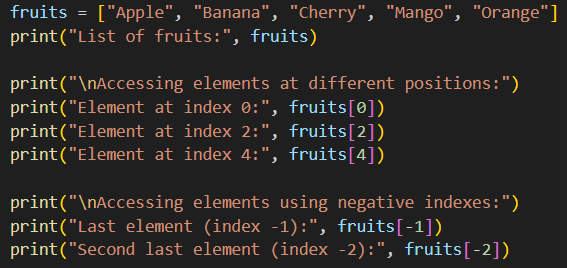 fruits = ["Apple", "Banana", "Cherry", "Mango", "Orange"]
print("List of fruits:", fruits)
print("\nAccessing elements at different positions:")
print("Element at index 0:", fruits[0])
print("Element at index 2:", fruits[2])
print("Element at index 4:", fruits[4])
print("\nAccessing elements using negative indexes:")
print("Last element (index -1):", fruits[-1])
print("Second last element (index -2):", fruits[-2])